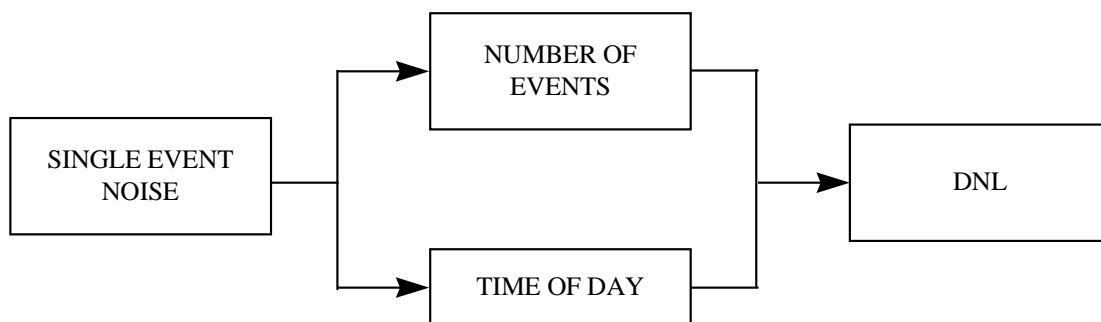 SINGLE EVENT
NOISE
NUMBER OF
EVENTS
TIME OF DAY
DNL